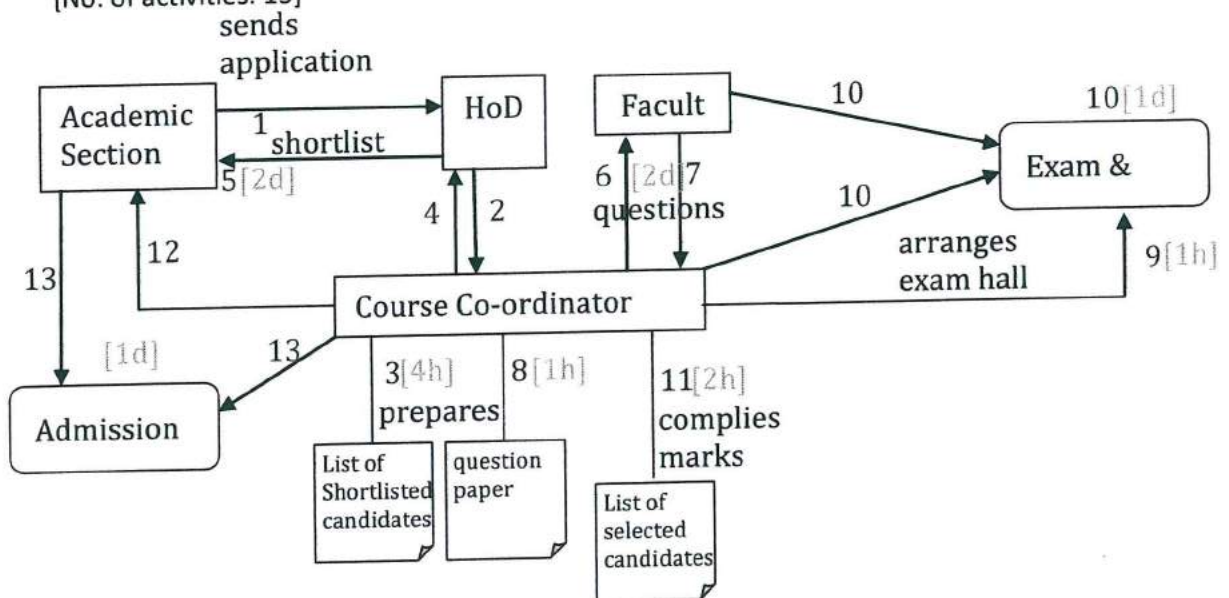 [No. of activities: 13]
sends
application
Academic
Section
1
shortlist
5[2d]
HoD
Facult
10
10[1d]
Exam &
6 [2d]7
questions
10
4
2
12
13
arranges
exam hall
9[1h]
Course Co-ordinator
[1d]
13
Admission
3[4h]
prepares
8[1h]
11[2h]
complies
marks
List of
Shortlisted
candidates
question
paper
List of
selected
candidates